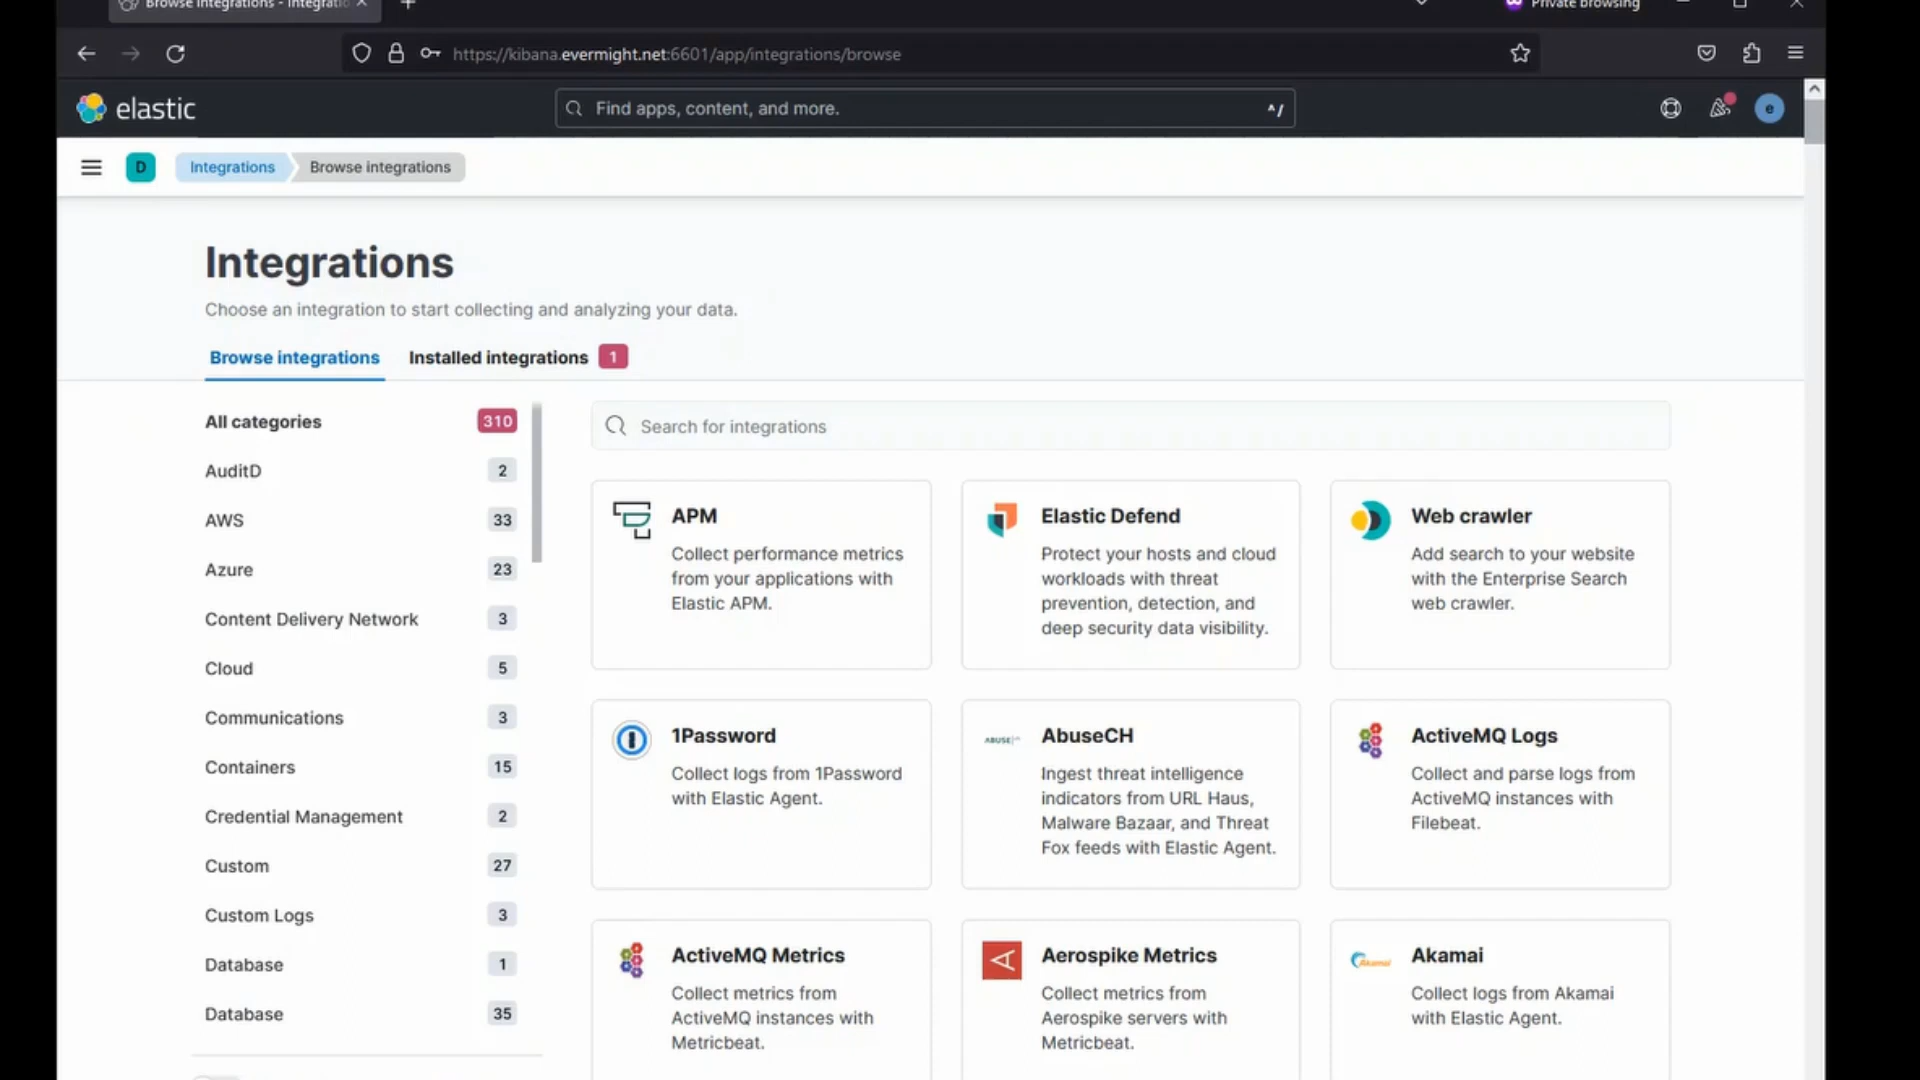 Browse integrations - Integratio
Private browsing
https://kibana.evermight.net:6601/app/integrations/browse
elastic
Find apps, content, and more.
^/
e
D
Integrations
Browse integrations
Integrations
Choose an integration to start collecting and analyzing your data.
Browse integrations
Installed integrations 1
All categories 310
AuditD 2
AWS 33
Azure 23
Content Delivery Network 3
Cloud 5
Communications 3
Containers 15
Credential Management 2
Custom 27
Custom Logs 3
Database 1
Database 35
Search for integrations
APM
Collect performance metrics
from your applications with
Elastic APM.
Elastic Defend
Protect your hosts and cloud
workloads with threat
prevention, detection, and
deep security data visibility.
Web crawler
Add search to your website
with the Enterprise Search
web crawler.
1Password
Collect logs from 1Password
with Elastic Agent.
ABUSE
AbuseCH
Ingest threat intelligence
indicators from URL Haus,
Malware Bazaar, and Threat
Fox feeds with Elastic Agent.
ActiveMQ Logs
Collect and parse logs from
ActiveMQ instances with
Filebeat.
ActiveMQ Metrics
Collect metrics from
ActiveMQ instances with
Metricbeat.
Aerospike Metrics
Collect metrics from
Aerospike servers with
Metricbeat.
Akamai
Akamai
Collect logs from Akamai
with Elastic Agent.